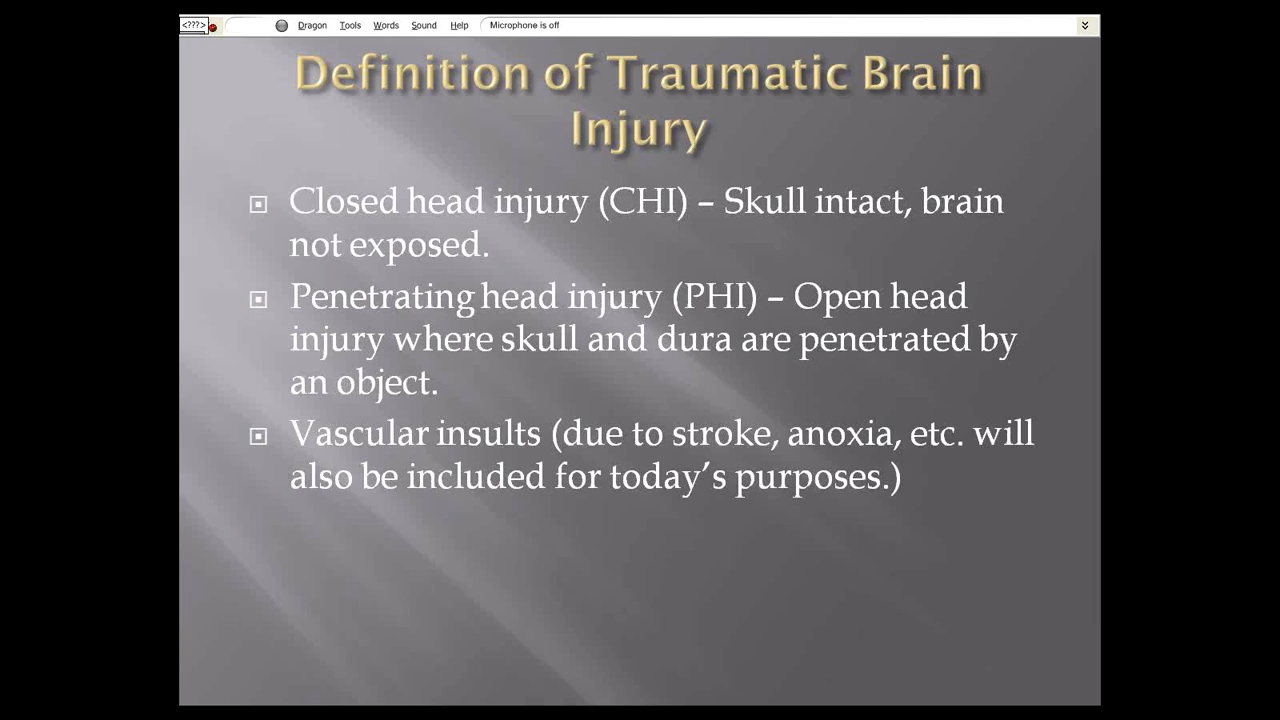 <???> Dragon Tools Words Sound Help Microphone is off
Definition of Traumatic Brain
Injury
Closed head injury (CHI) – Skull intact, brain
not exposed.
Penetrating head injury (PHI) – Open head
injury where skull and dura are penetrated by
an object.
Vascular insults (due to stroke, anoxia, etc. will
also be included for today’s purposes.)